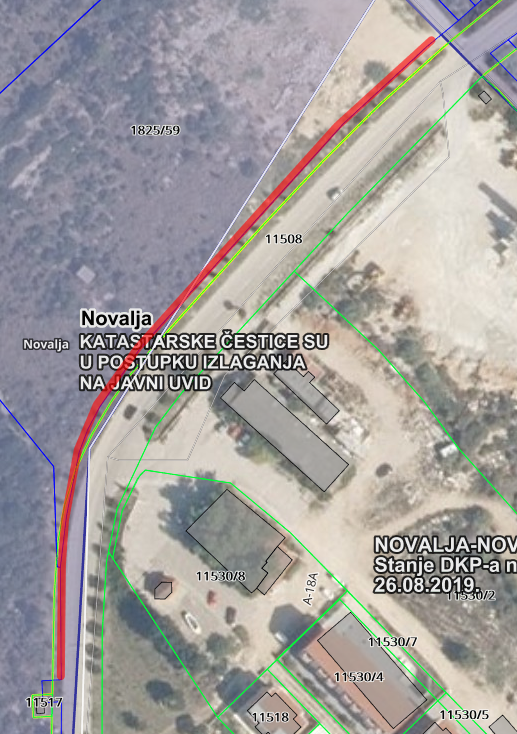 1825/59
11508
Novalja
Novalja
KATASTARSKE ČESTICE SU
U POSTUPKU IZLAGANJA
NA JAVNI UVID
NOVALJA-NOV
Stanje DKP-a n
26.08.2019.
11530/2
11530/8
A-18A
11530/7
11530/4
11517
11518
11530/5